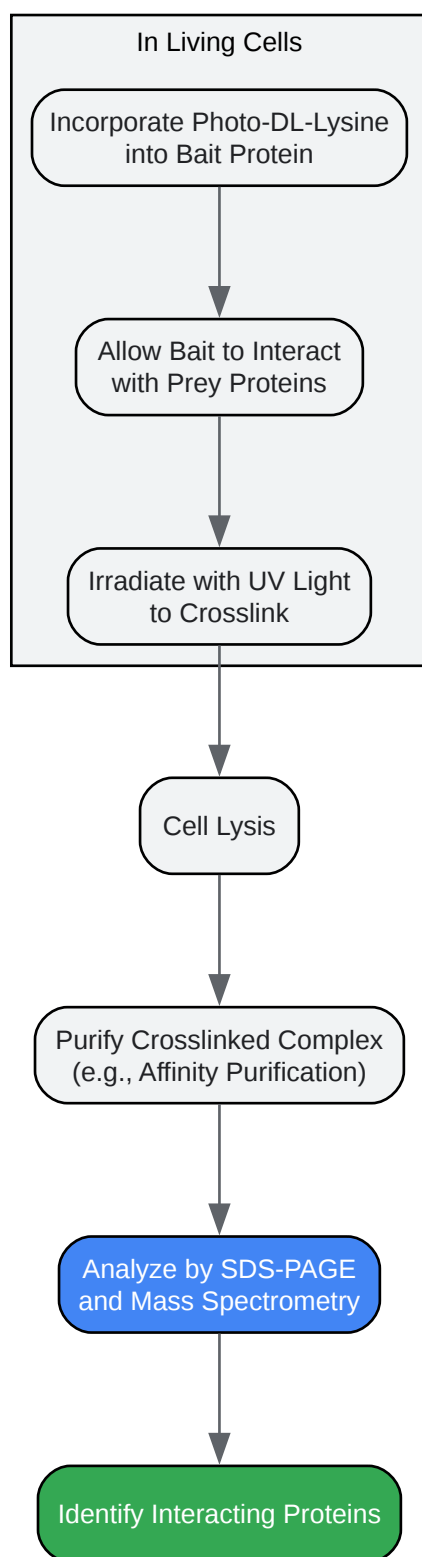 In Living Cells
Incorporate Photo-DL-Lysine
into Bait Protein
Allow Bait to Interact
with Prey Proteins
Irradiate with UV Light
to Crosslink
Cell Lysis
Purify Crosslinked Complex
(e.g., Affinity Purification)
Analyze by SDS-PAGE
and Mass Spectrometry
Identify Interacting Proteins